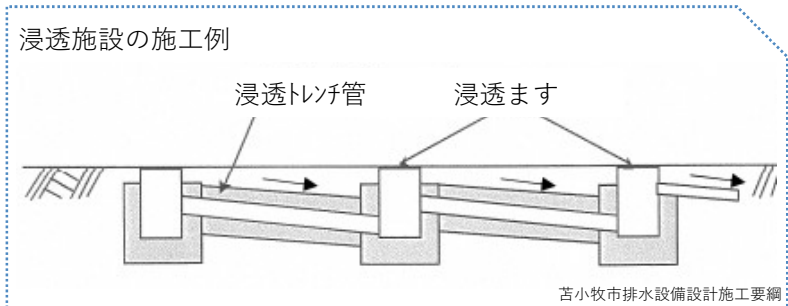 浸透施設の施工例
浸透ﾄﾚﾝﾁ管
浸透ます
苫小牧市排水設備設計施工要綱